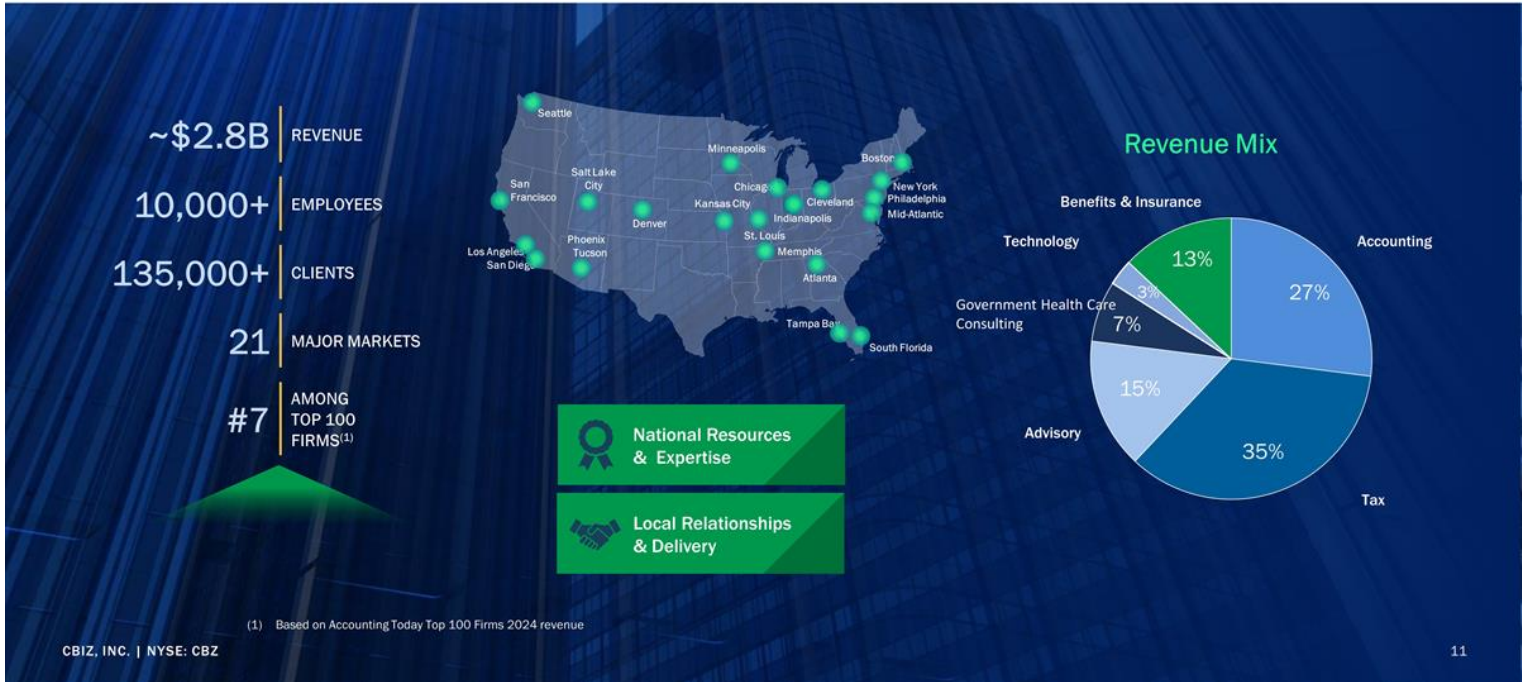 ~$2.8B
REVENUE
10,000+
EMPLOYEES
135,000+
CLIENTS
21
MAJOR MARKETS
#7
AMONG
TOP 100
FIRMS(1)
Seattle
Minneapolis
Boston
Salt Lake
City
San
Francisco
Chicago
New York
Philadelphia
Mid-Atlantic
Cleveland
Kansas City
Indianapolis
Denver
St. Louis
Phoenix
Tucson
Los Angeles
San Diego
Memphis
Atlanta
Tampa Bay
South Florida
National Resources
& Expertise
Local Relationships
& Delivery
Revenue Mix
Benefits & Insurance
Technology
Accounting
13%
27%
3%
Government Health Care
Consulting
7%
15%
Advisory
35%
Tax
(1) Based on Accounting Today Top 100 Firms 2024 revenue
CBIZ, INC. | NYSE: CBZ
11